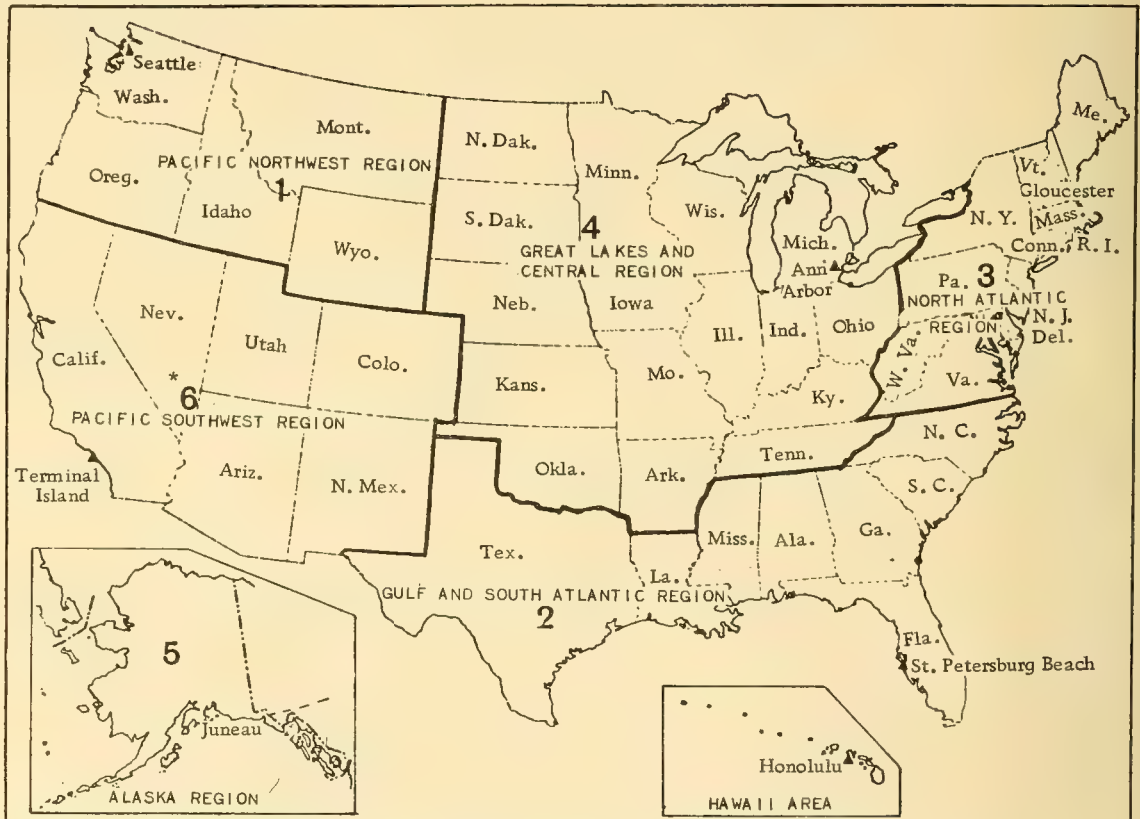 Seattle
Wash.
Mont.
N. Dak.
Minn.
Me.
PACIFIC NORTHWEST REGION
1
Oreg.
Idaho
Wyo.
S. Dak.
4
Wis.
GREAT LAKES AND
CENTRAL REGION
Mich.
Ann
Arbor
Vt.
Gloucester
N. Y.
Mass.
Conn.
R. I.
Pa.
3
NORTH ATLANTIC
REGION
N. J.
Del.
Nev.
Utah
Colo.
Neb.
Iowa
Ill.
Ind.
Ohio
W. Va.
Va.
Calif.
*
6
PACIFIC SOUTHWEST REGION
Kans.
Mo.
Ky.
N. C.
Terminal
Island
Ariz.
N. Mex.
Okla.
Ark.
Tenn.
S. C.
Tex.
La.
Miss.
Ala.
Ga.
GULF AND SOUTH ATLANTIC REGION
2
Fla.
St. Petersburg Beach
5
Juneau
ALASKA REGION
Honolulu
HAWAII AREA